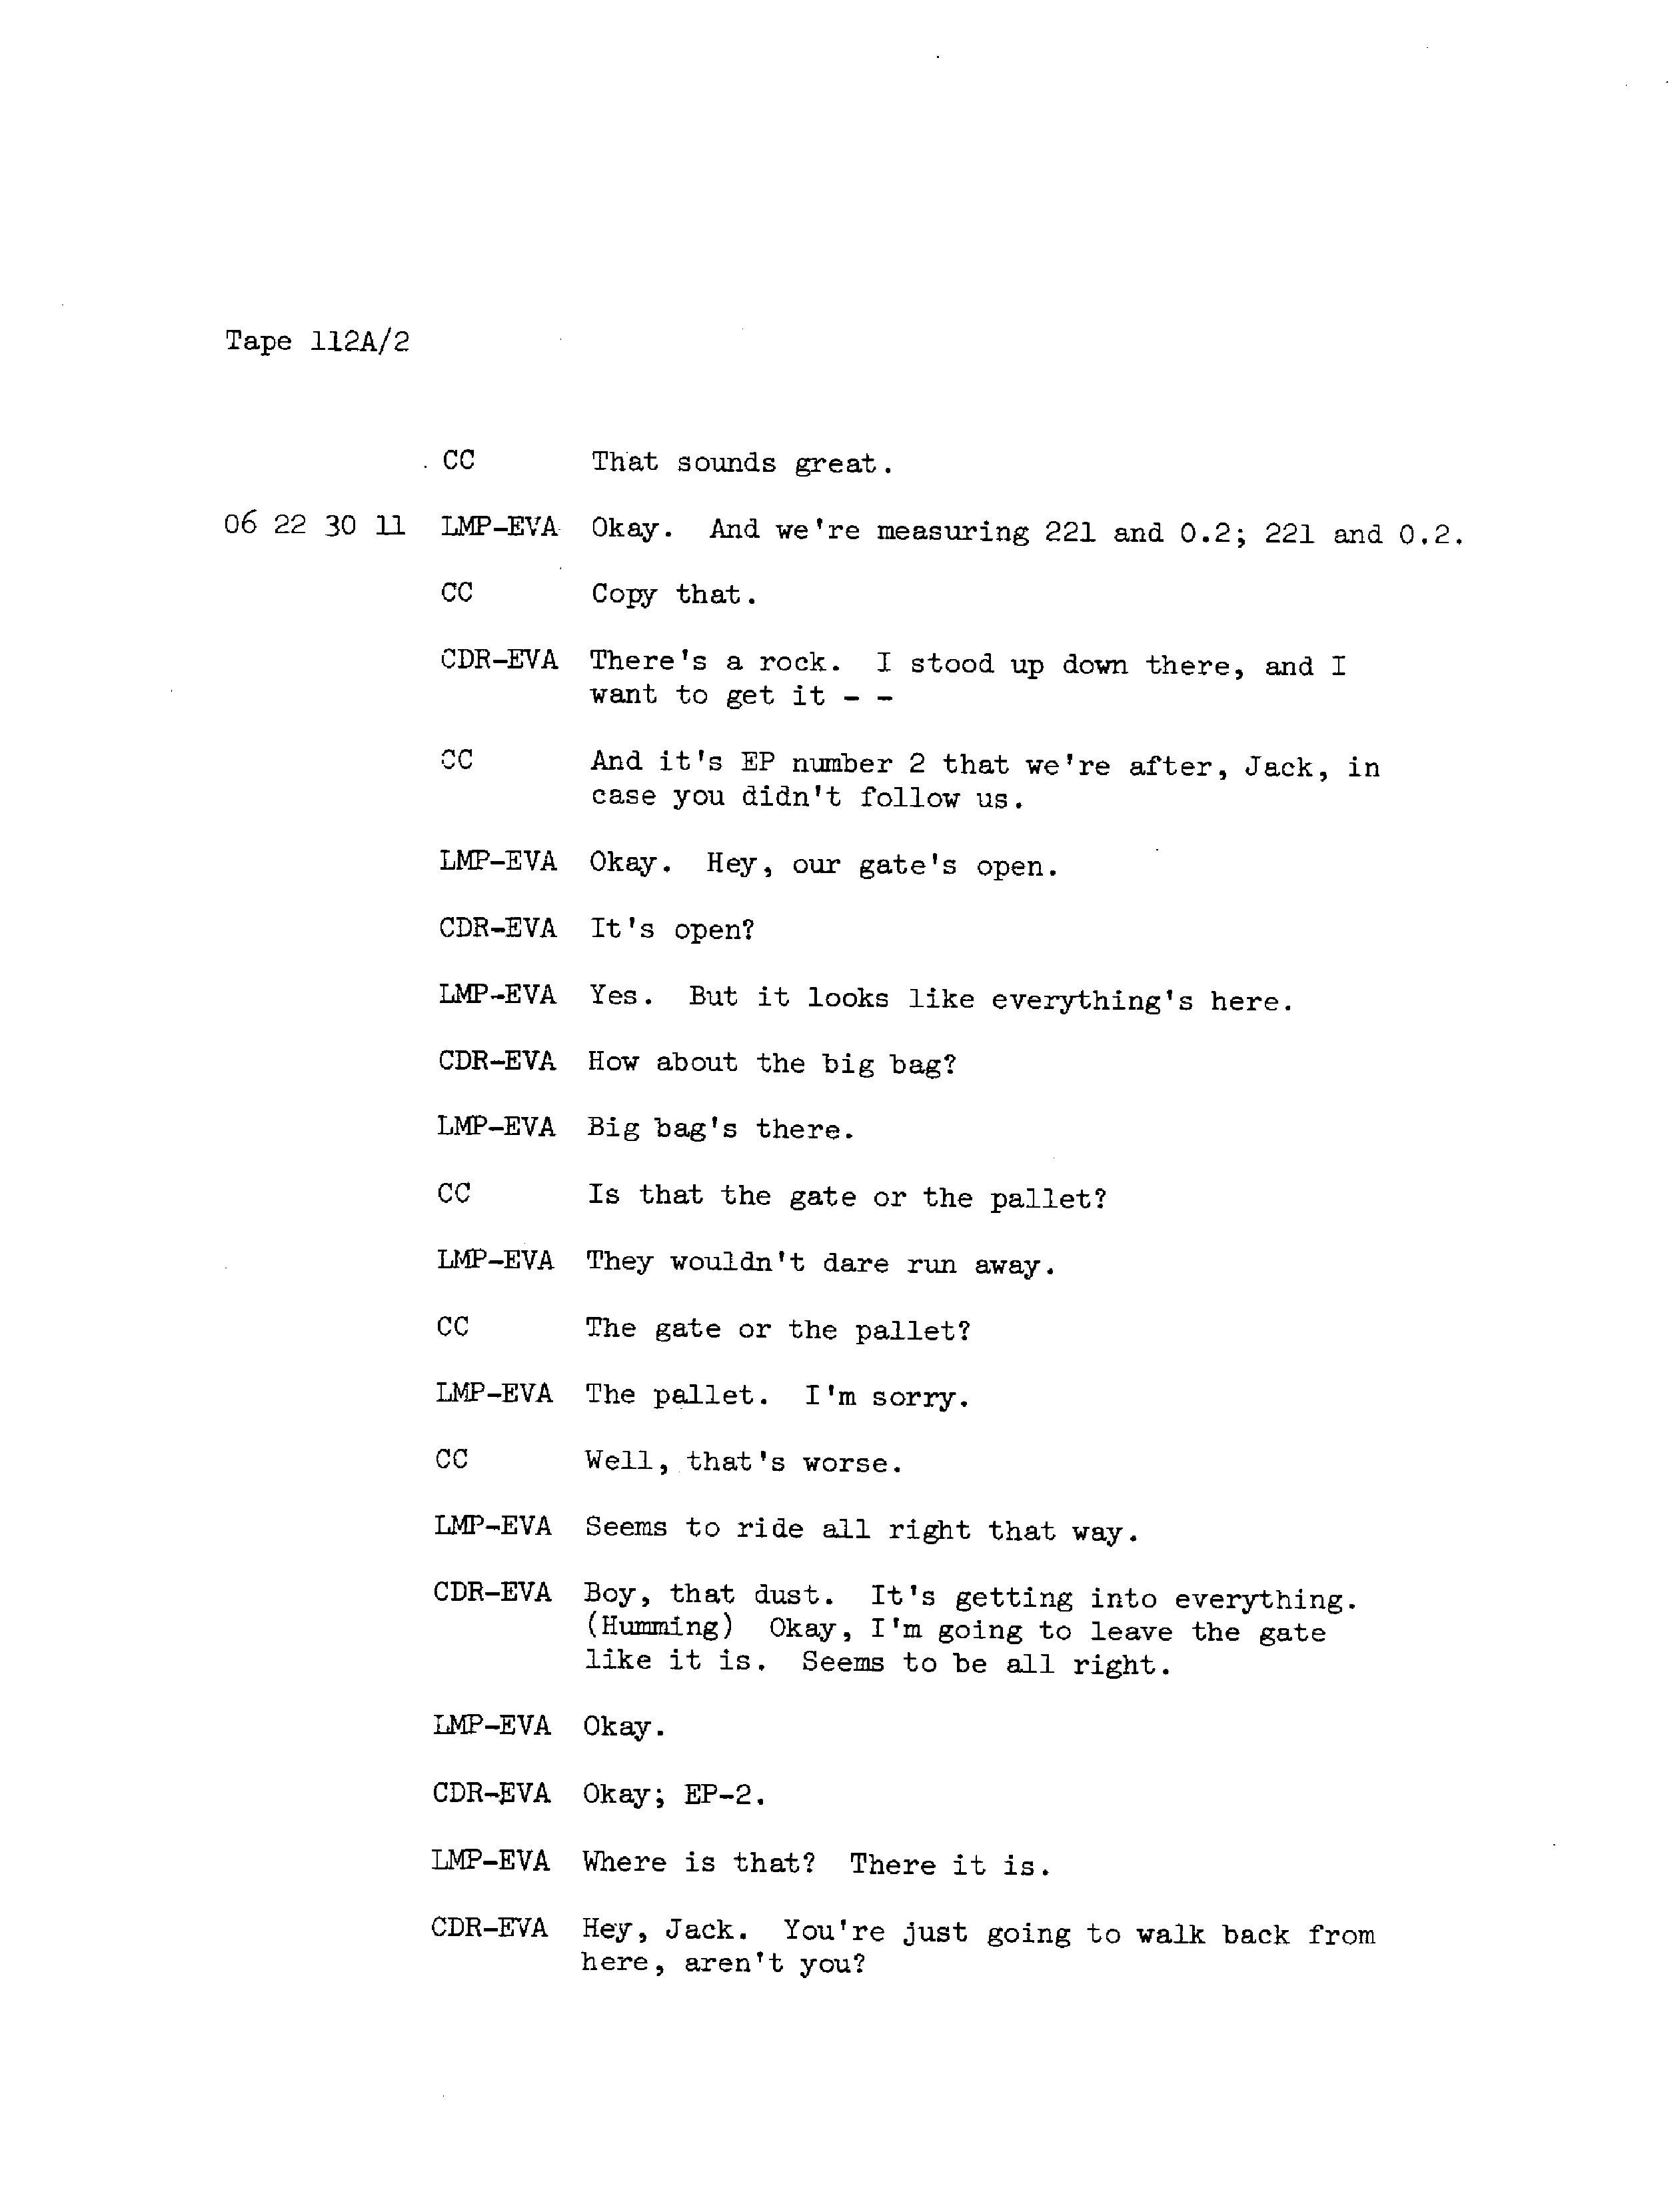 Tape 112A/2
CC That sounds great.
06 22 30 11 LMP-EVA Okay. And we're measuring 221 and 0.2; 221 and 0.2.
CC Copy that.
CDR-EVA There's a rock. I stood up down there, and I
want to get it - -
CC And it's EP number 2 that we're after, Jack, in
case you didn't follow us.
LMP-EVA Okay. Hey, our gate's open.
CDR-EVA It's open?
LMP-EVA Yes. But it looks like everything's here.
CDR-EVA How about the big bag?
LMP-EVA Big bag's there.
CC Is that the gate or the pallet?
LMP-EVA They wouldn't dare run away.
CC The gate or the pallet?
LMP-EVA The pallet. I'm sorry.
CC Well, that's worse.
LMP-EVA Seems to ride all right that way.
CDR-EVA Boy, that dust. It's getting into everything.
(Humming) Okay, I'm going to leave the gate
like it is. Seems to be all right.
LMP-EVA Okay.
CDR-EVA Okay; EP-2.
LMP-EVA Where is that? There it is.
CDR-EVA Hey, Jack. You're just going to walk back from
here, aren't you?